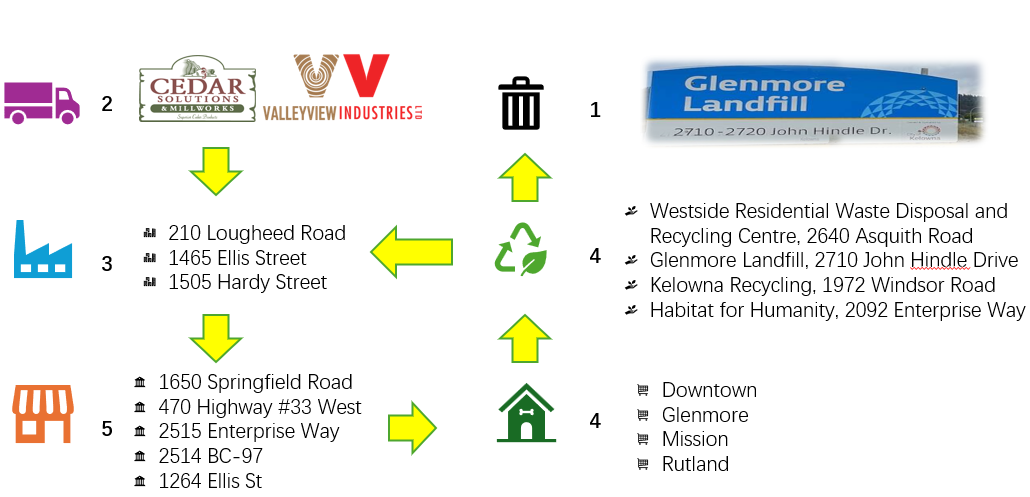 2
CEDAR
SOLUTIONS
& MILLWORKS
Superior Cedar Products
VALLEYVIEW INDUSTRIES LTD
1
Glenmore
Landfill
2710-2720 John Hindle Dr.
Kelowna
3
210 Lougheed Road
1465 Ellis Street
1505 Hardy Street
4
Westside Residential Waste Disposal and
Recycling Centre, 2640 Asquith Road
Glenmore Landfill, 2710 John Hindle Drive
Kelowna Recycling, 1972 Windsor Road
Habitat for Humanity, 2092 Enterprise Way
5
1650 Springfield Road
470 Highway #33 West
2515 Enterprise Way
2514 BC-97
1264 Ellis St
4
Downtown
Glenmore
Mission
Rutland